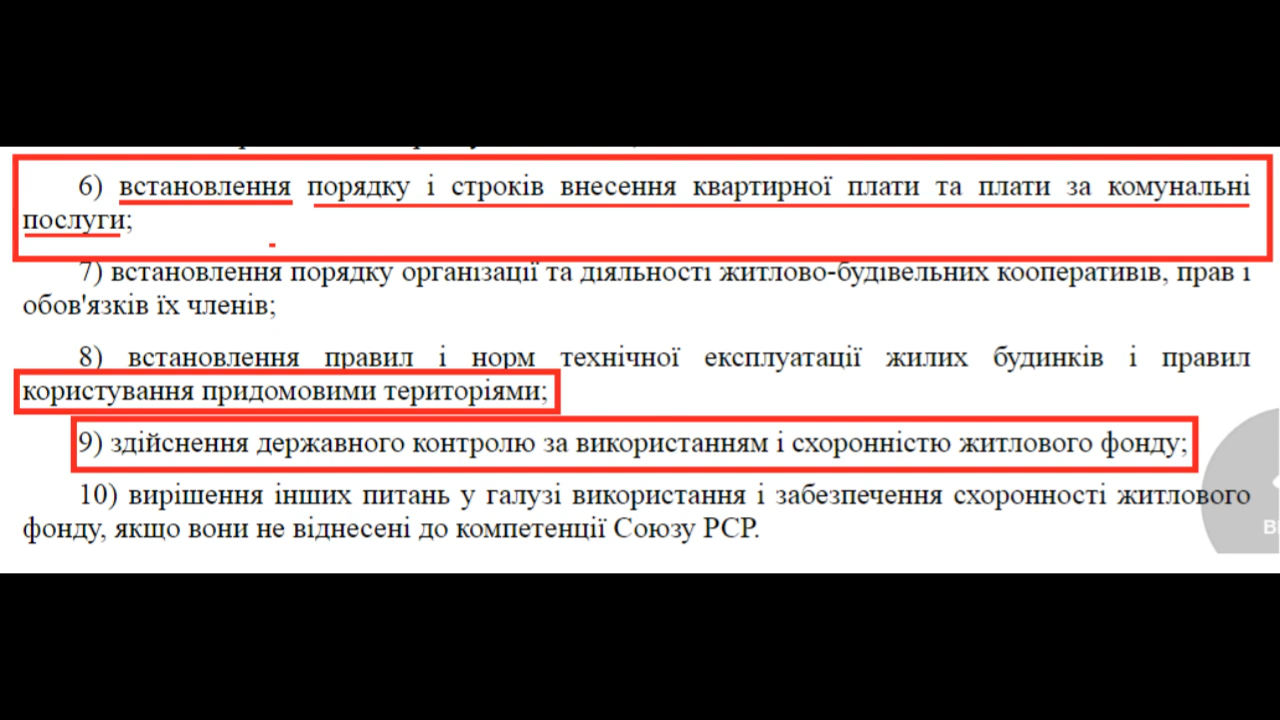 6) встановлення порядку і строків внесення квартирної плати та плати за комунальні
послуги;
7) встановлення порядку організації та діяльності житлово-будівельних кооперативів, прав і
обов'язків їх членів;
8) встановлення правил і норм технічної експлуатації жилих будинків і правил
користування придомовими територіями;
9) здійснення державного контролю за використанням і схоронністю житлового фонду;
10) вирішення інших питань у галузі використання і забезпечення схоронності житлового
фонду, якщо вони не віднесені до компетенції Союзу РСР.